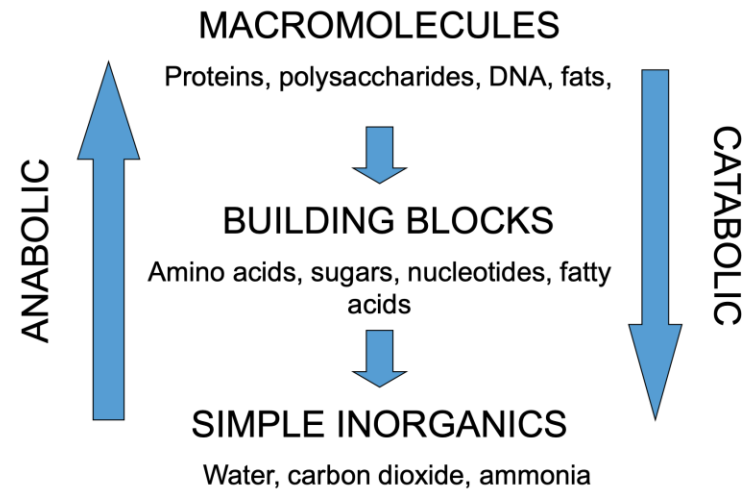 MACROMOLECULES
Proteins, polysaccharides, DNA, fats,
ANABOLIC
CATABOLIC
BUILDING BLOCKS
Amino acids, sugars, nucleotides, fatty
acids
SIMPLE INORGANICS
Water, carbon dioxide, ammonia